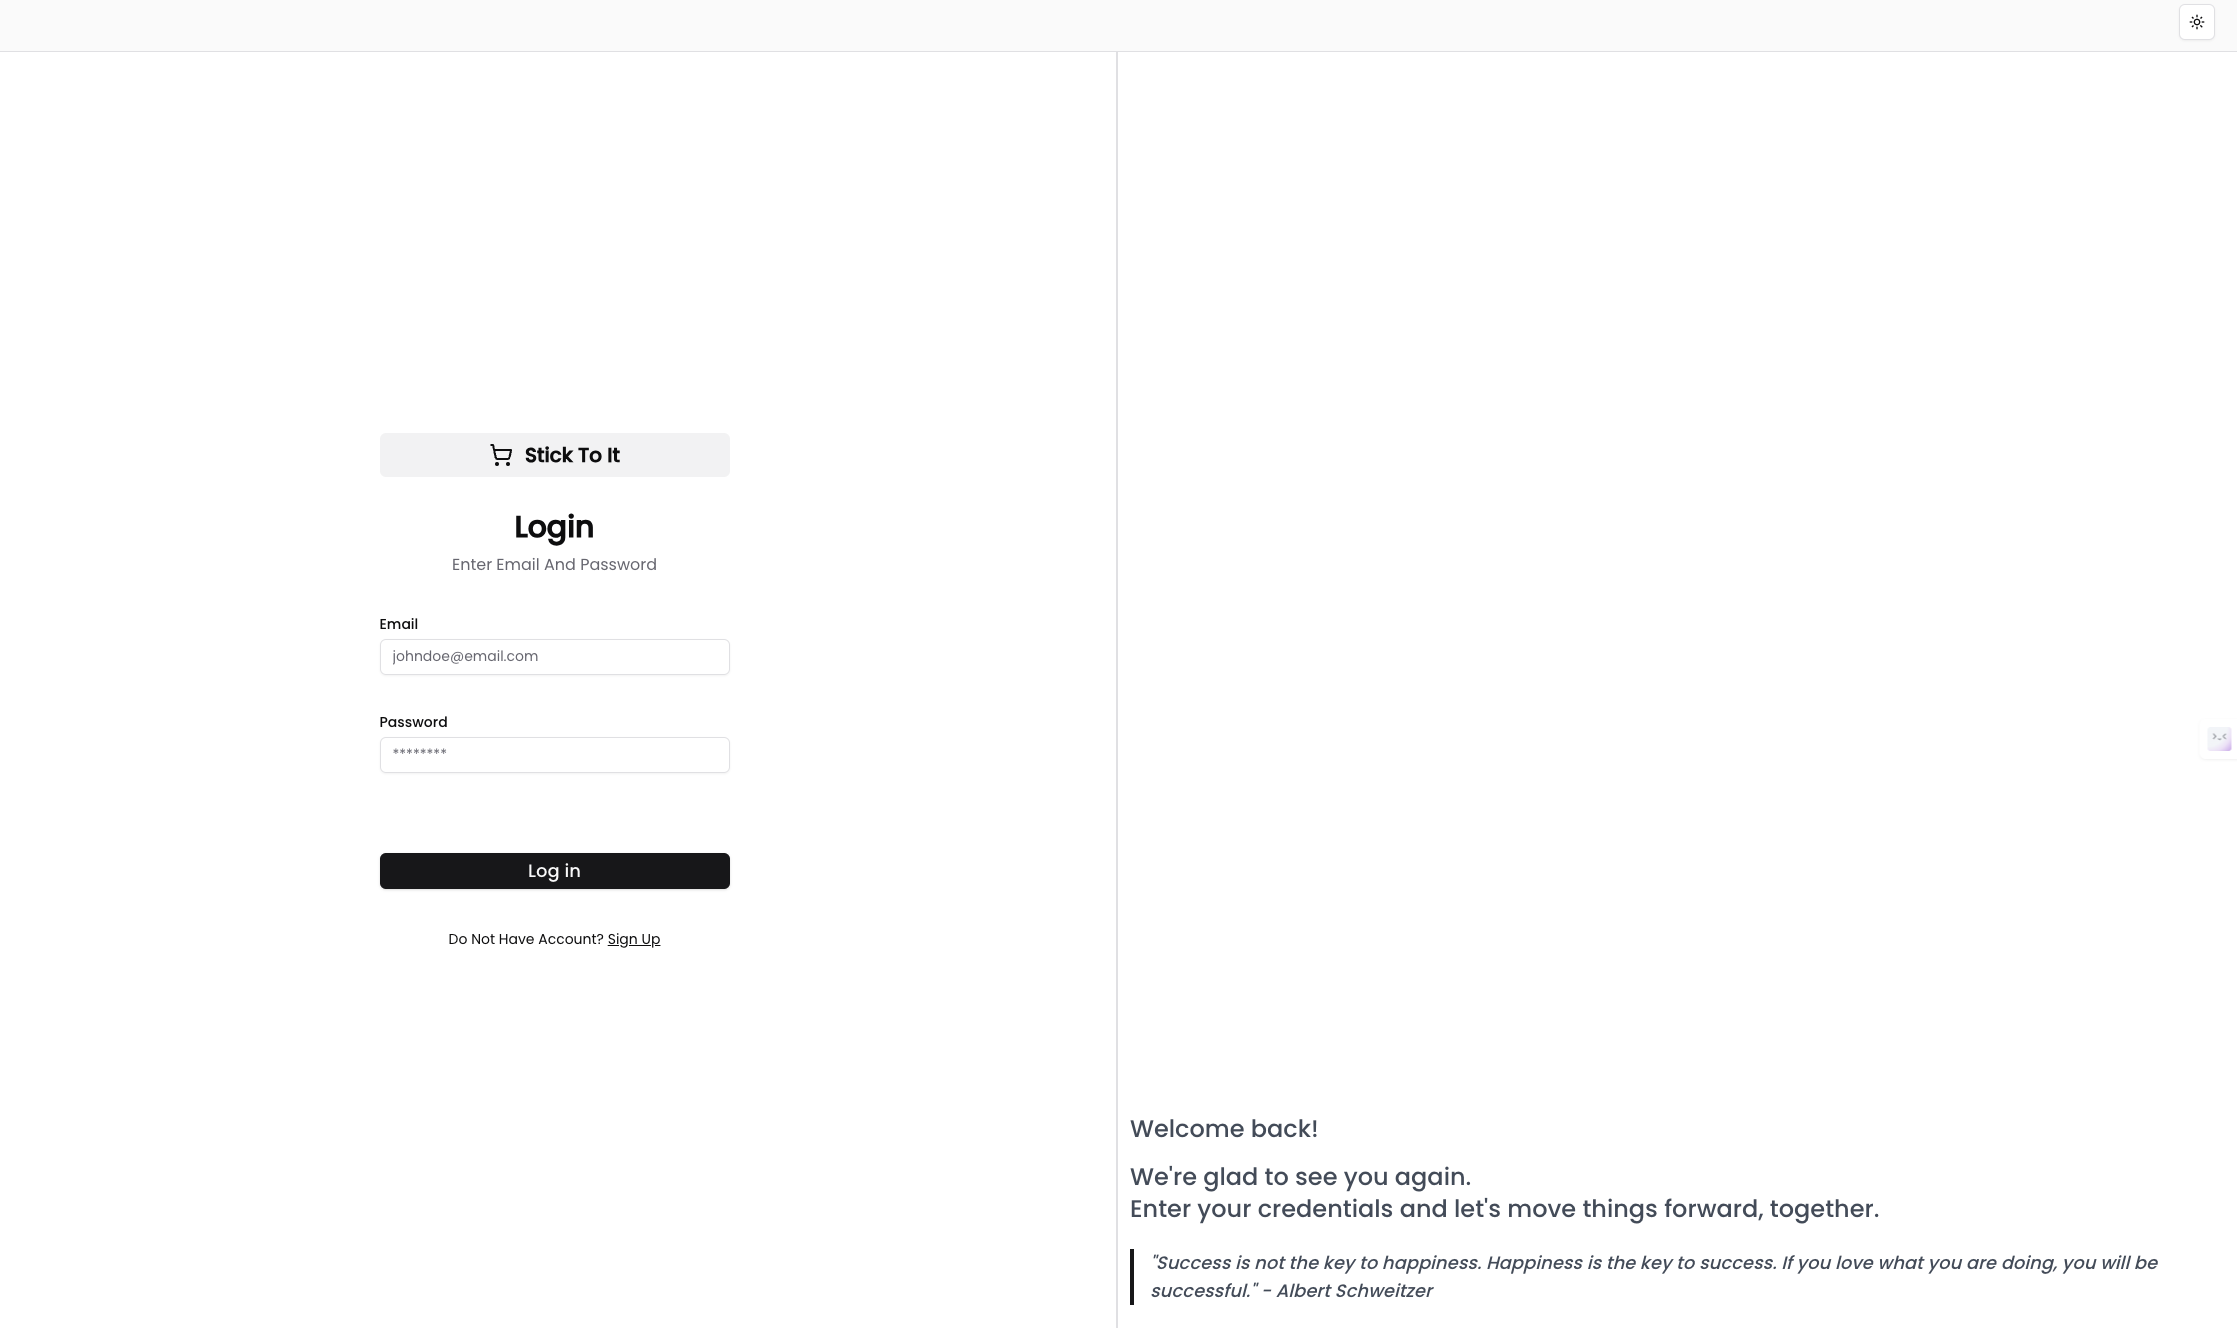 Stick To It
Login
Enter Email And Password
Email
johndoe@email.com
Password
********
Log in
Do Not Have Account? Sign Up
Welcome back!
We're glad to see you again.
Enter your credentials and let's move things forward, together.
"Success is not the key to happiness. Happiness is the key to success. If you love what you are doing, you will be
successful." - Albert Schweitzer